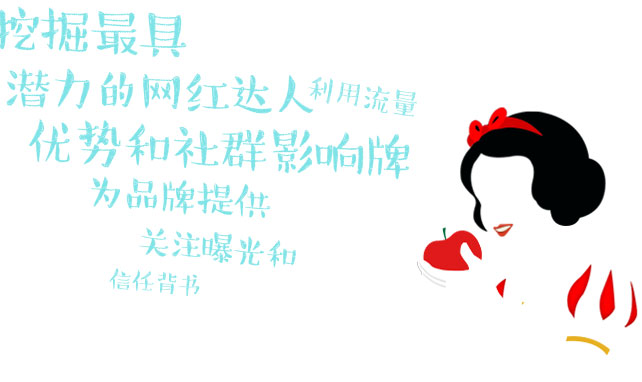 挖掘最具
潜力的网红达人利用流量
优势和社群影响牌
为品牌提供
关注曝光和
信任背书